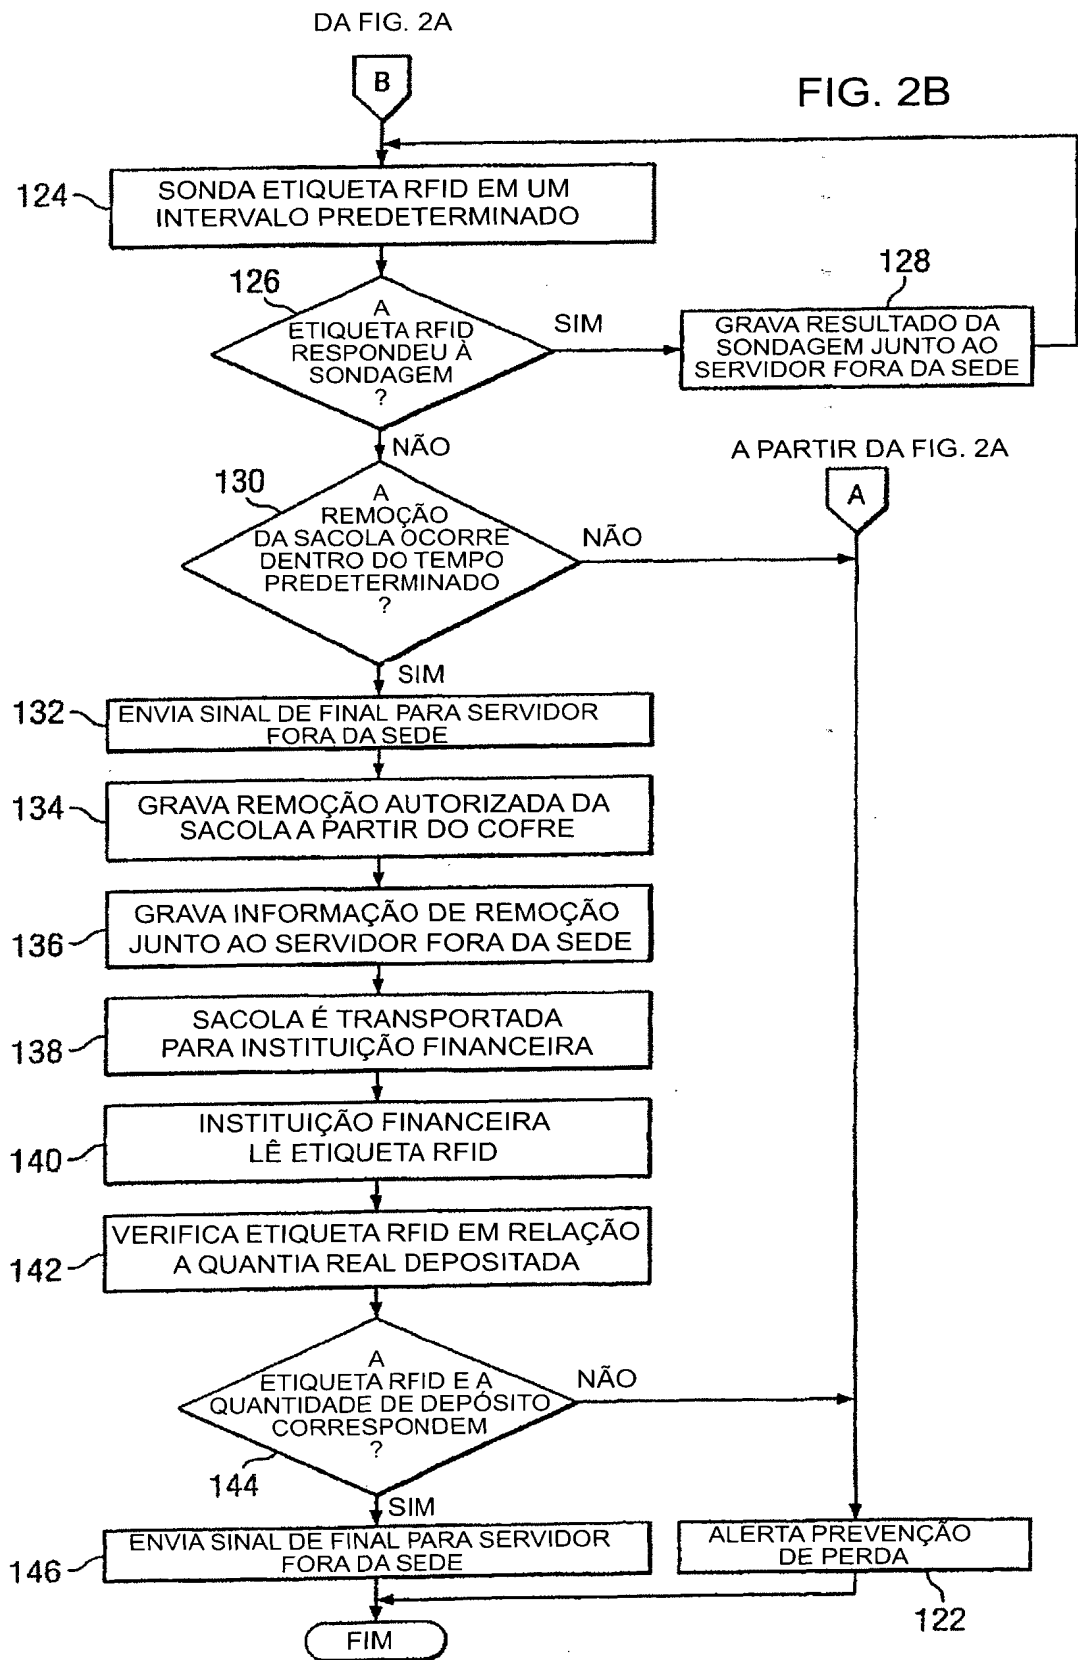 DA FIG. 2A
B
FIG. 2B
124
SONDA ETIQUETA RFID EM UM
INTERVALO PREDETERMINADO
126
A
ETIQUETA RFID
RESPONDEU À
SONDAGEM
?
SIM
128
GRAVA RESULTADO DA
SONDAGEM JUNTO AO
SERVIDOR FORA DA SEDE
NÃO
A PARTIR DA FIG. 2A
A
130
A
REMOÇÃO
DA SACOLA OCORRE
DENTRO DO TEMPO
PREDETERMINADO
?
NÃO
SIM
132
ENVIA SINAL DE FINAL PARA SERVIDOR
FORA DA SEDE
134
GRAVA REMOÇÃO AUTORIZADA DA
SACOLA A PARTIR DO COFRE
136
GRAVA INFORMAÇÃO DE REMOÇÃO
JUNTO AO SERVIDOR FORA DA SEDE
138
SACOLA É TRANSPORTADA
PARA INSTITUIÇÃO FINANCEIRA
140
INSTITUIÇÃO FINANCEIRA
LÊ ETIQUETA RFID
142
VERIFICA ETIQUETA RFID EM RELAÇÃO
A QUANTIA REAL DEPOSITADA
144
A
ETIQUETA RFID E A
QUANTIDADE DE DEPÓSITO
CORRESPONDEM
?
NÃO
SIM
146
ENVIA SINAL DE FINAL PARA SERVIDOR
FORA DA SEDE
ALERTA PREVENÇÃO
DE PERDA
122
FIM